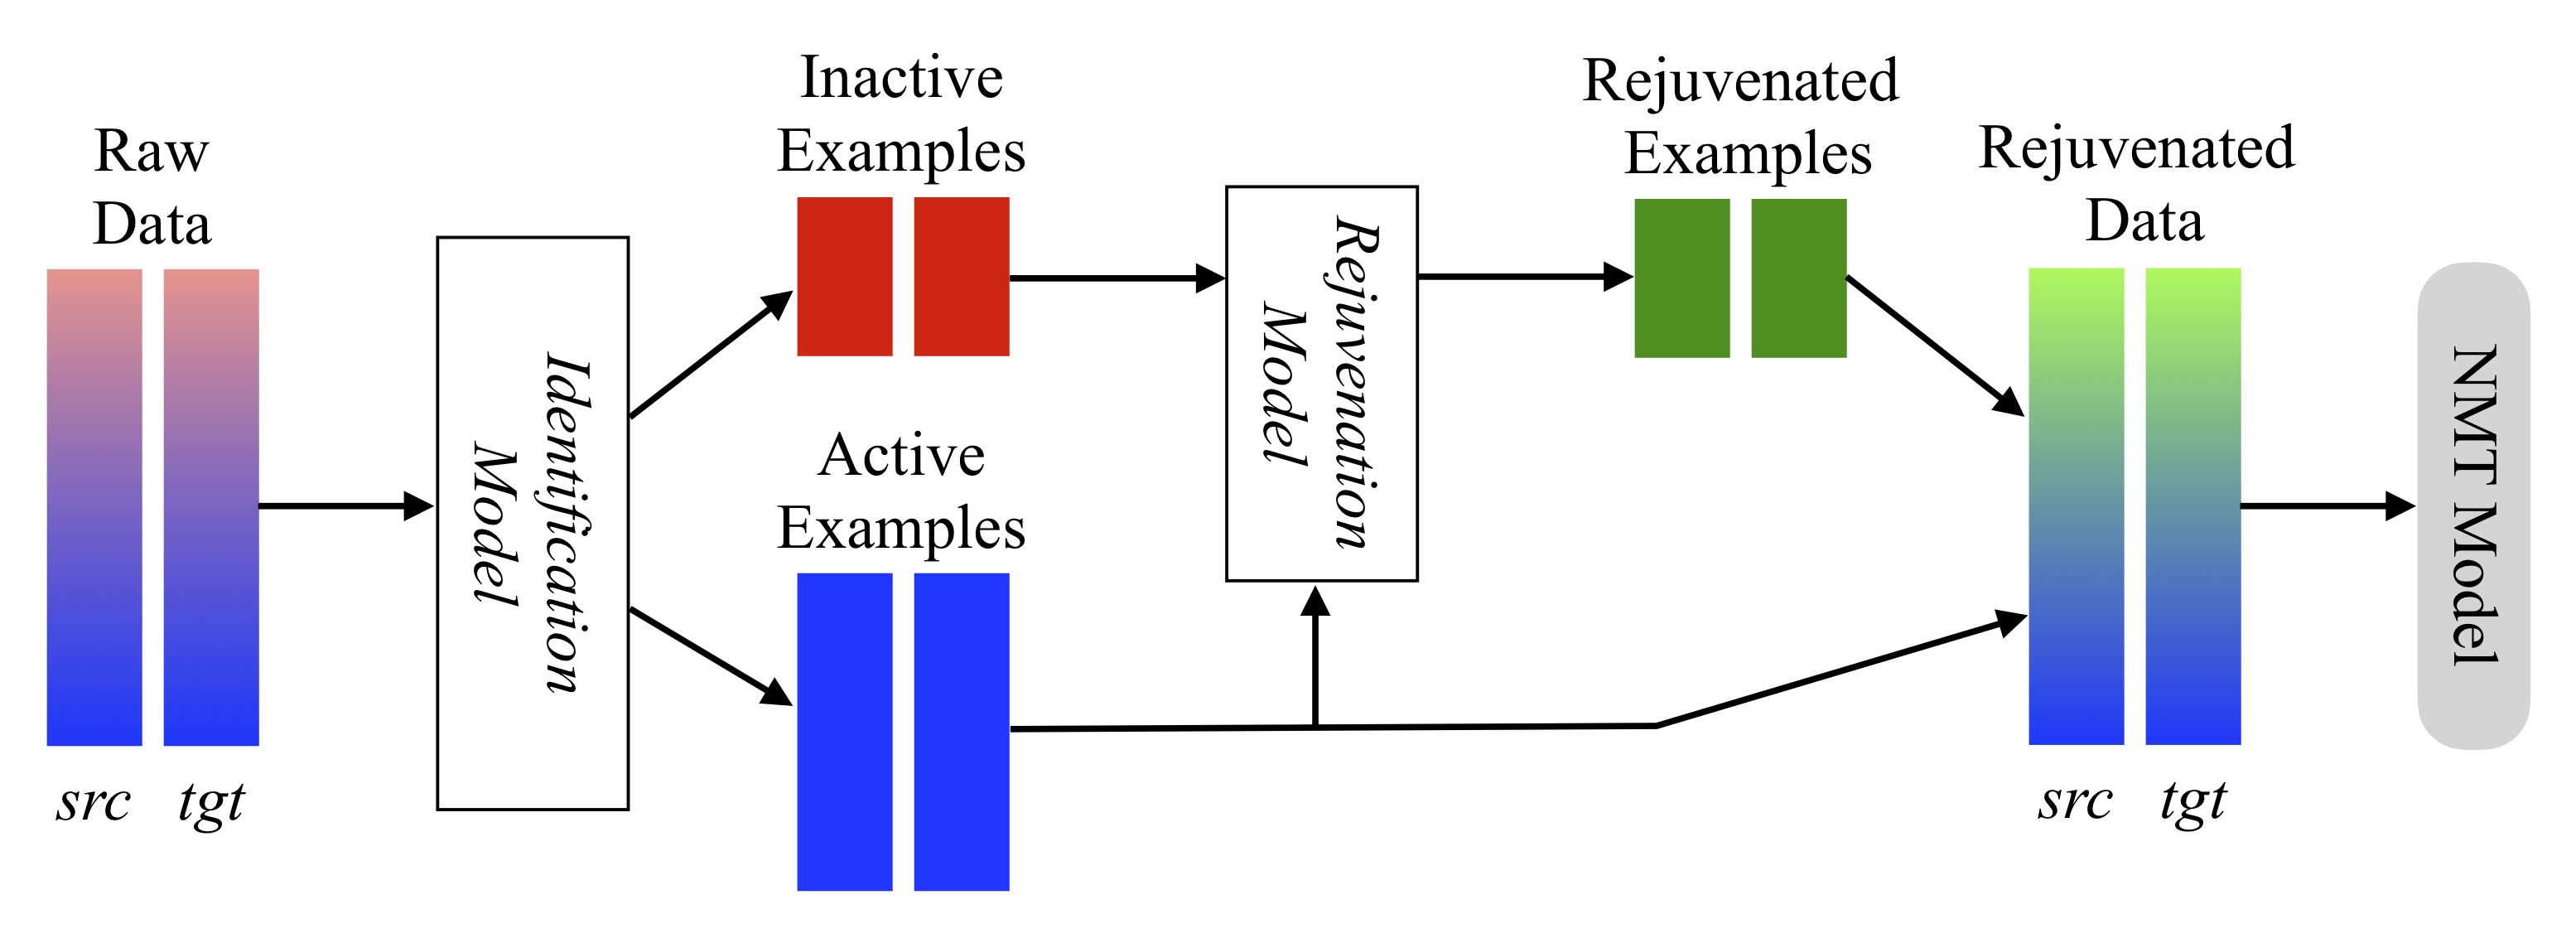 Raw
Data
src
tgt
Identification
Model
Inactive
Examples
Active
Examples
Rejuvenation
Model
Rejuvenated
Examples
Rejuvenated
Data
src
tgt
NMT Model